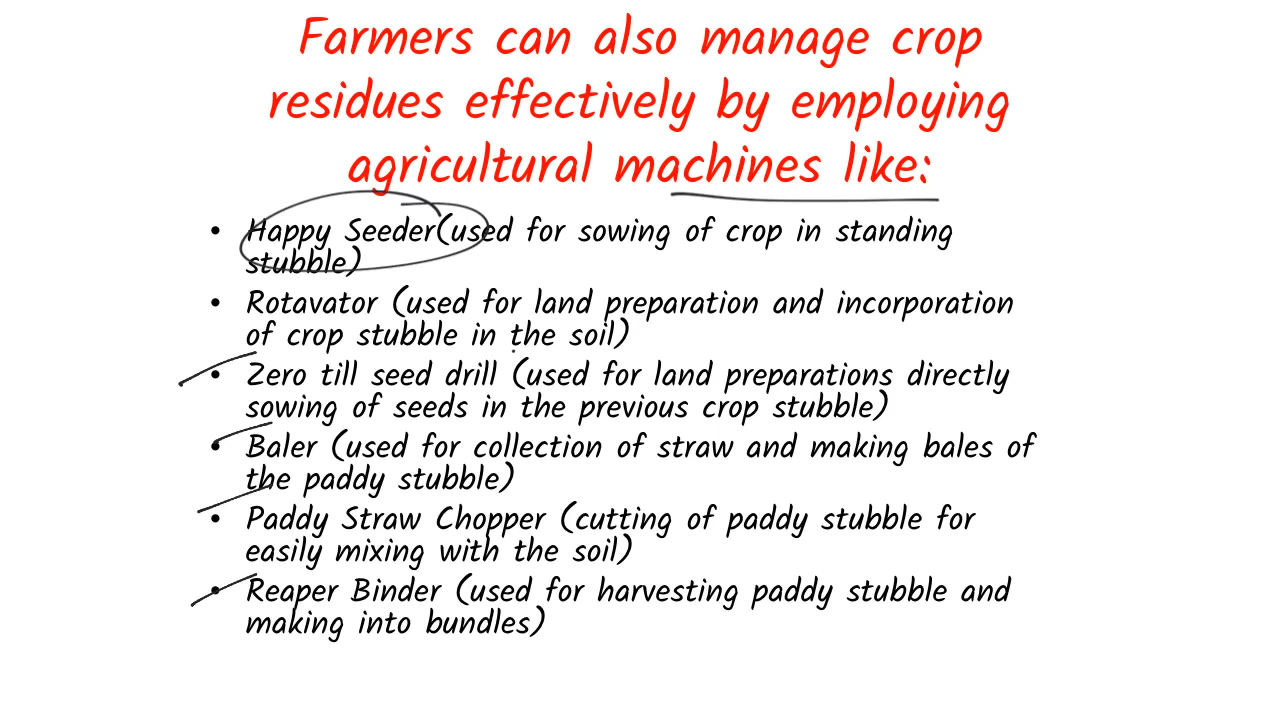 Farmers can also manage crop
residues effectively by employing
agricultural machines like:
• Happy Seeder(used for sowing of crop in standing
stubble)
• Rotavator (used for land preparation and incorporation
of crop stubble in the soil)
• Zero till seed drill (used for land preparations directly
sowing of seeds in the previous crop stubble)
• Baler (used for collection of straw and making bales of
the paddy stubble)
• Paddy Straw Chopper (cutting of paddy stubble for
easily mixing with the soil)
• Reaper Binder (used for harvesting paddy stubble and
making into bundles)